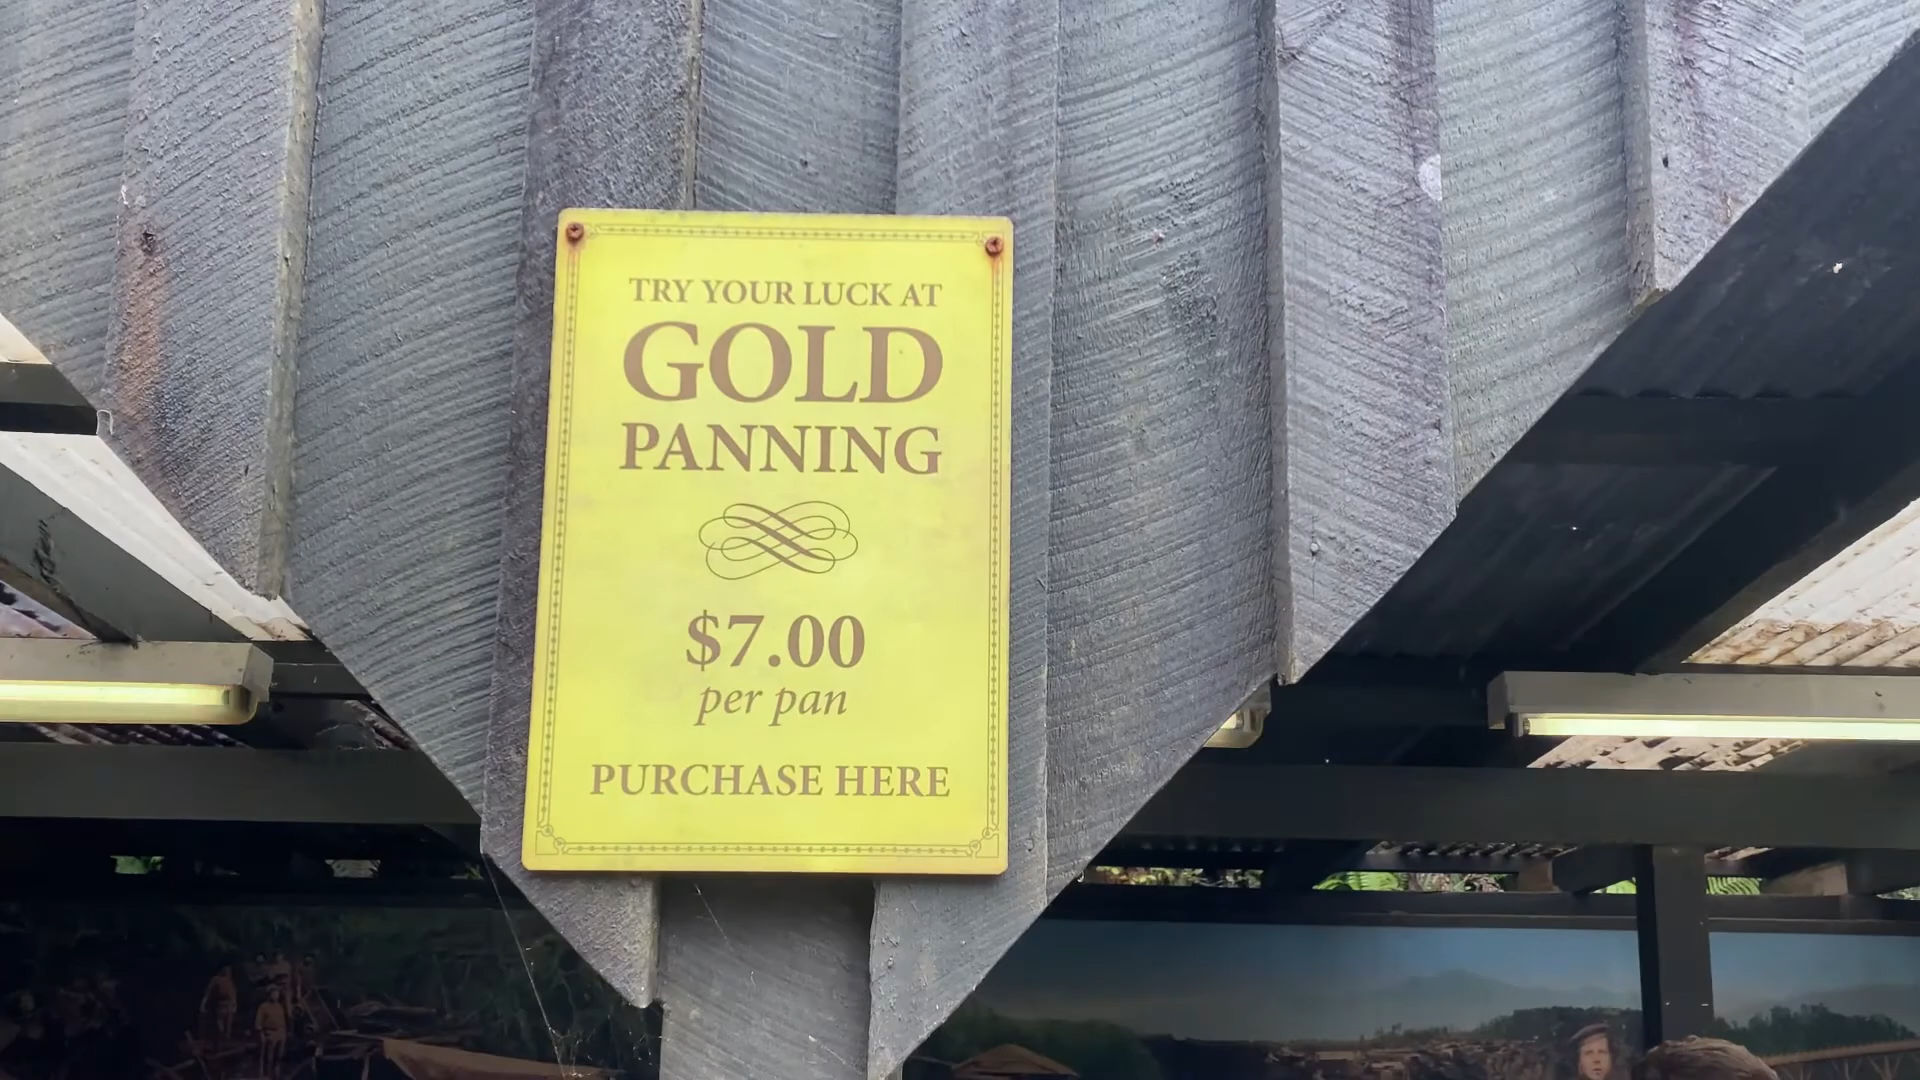 TRY YOUR LUCK AT
GOLD
PANNING
$7.00
per pan
PURCHASE HERE